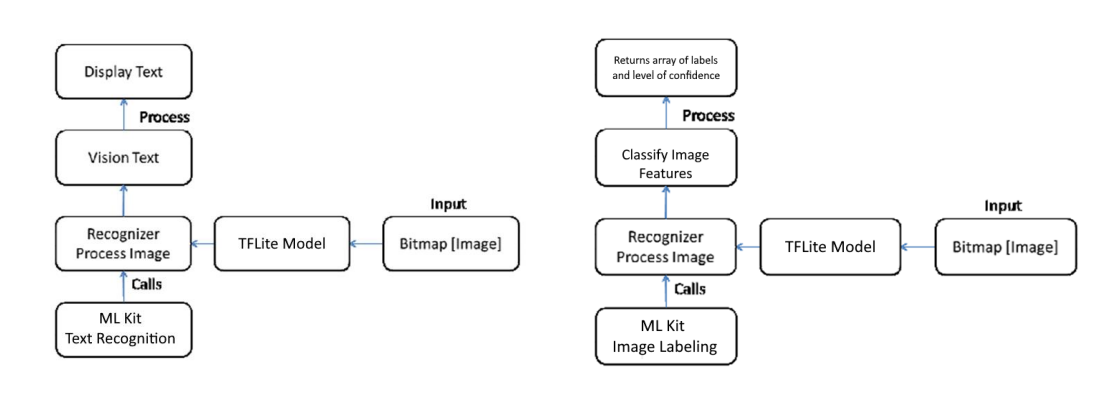 Display Text
Process
Vision Text
Input
Recognizer
Process Image
TFLite Model
Bitmap [Image]
Calls
ML Kit
Text Recognition
Returns array of labels
and level of confidence
Process
Classify Image
Features
Input
Recognizer
Process Image
TFLite Model
Bitmap [Image]
Calls
ML Kit
Image Labeling